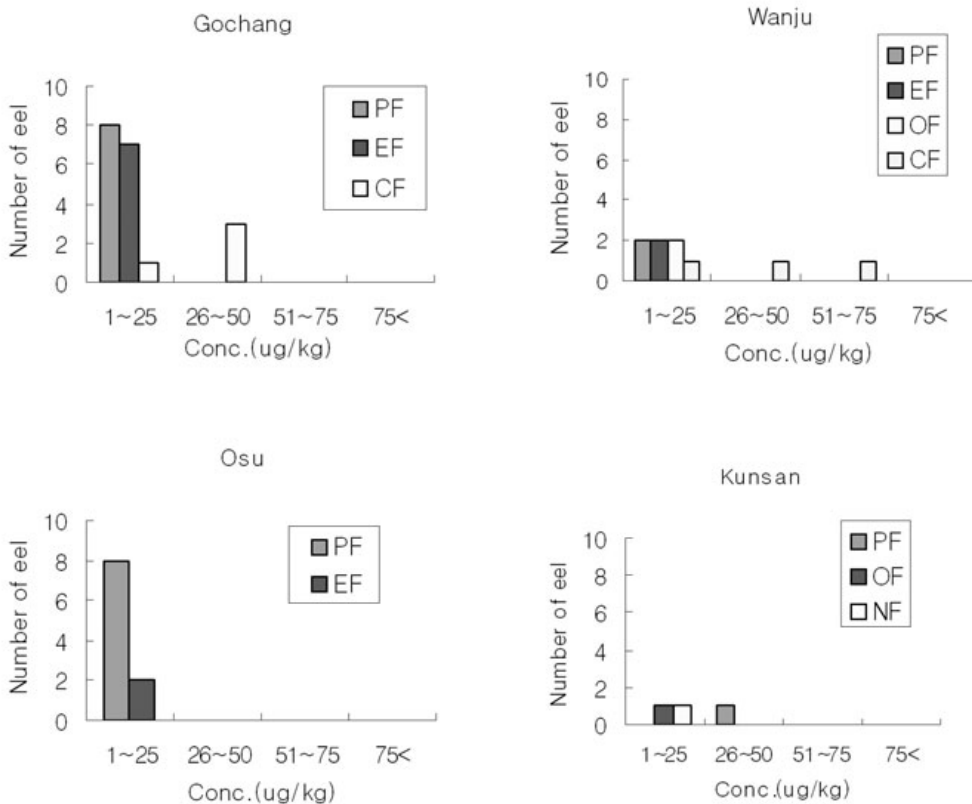 Gochang
Number of eel
10
8
6
4
2
0
PF
EF
CF
1~25 26~50 51~75 75<
Conc.(ug/kg)
Wanju
Number of eel
10
8
6
4
2
0
PF
EF
OF
CF
1~25 26~50 51~75 75<
Conc.(ug/kg)
Osu
Number of eel
10
8
6
4
2
0
PF
EF
1~25 26~50 51~75 75<
Conc.(ug/kg)
Kunsan
Number of eel
10
8
6
4
2
0
PF
OF
NF
1~25 26~50 51~75 75<
Conc.(ug/kg)